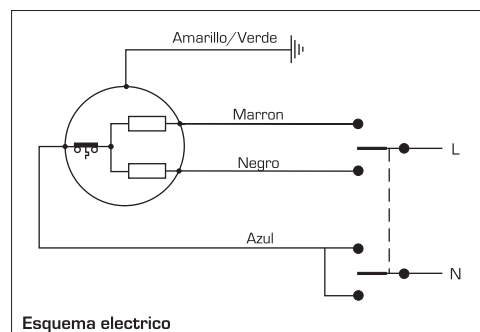 Amarillo/Verde
Marron
L
Negro
Azul
N
Esquema electrico